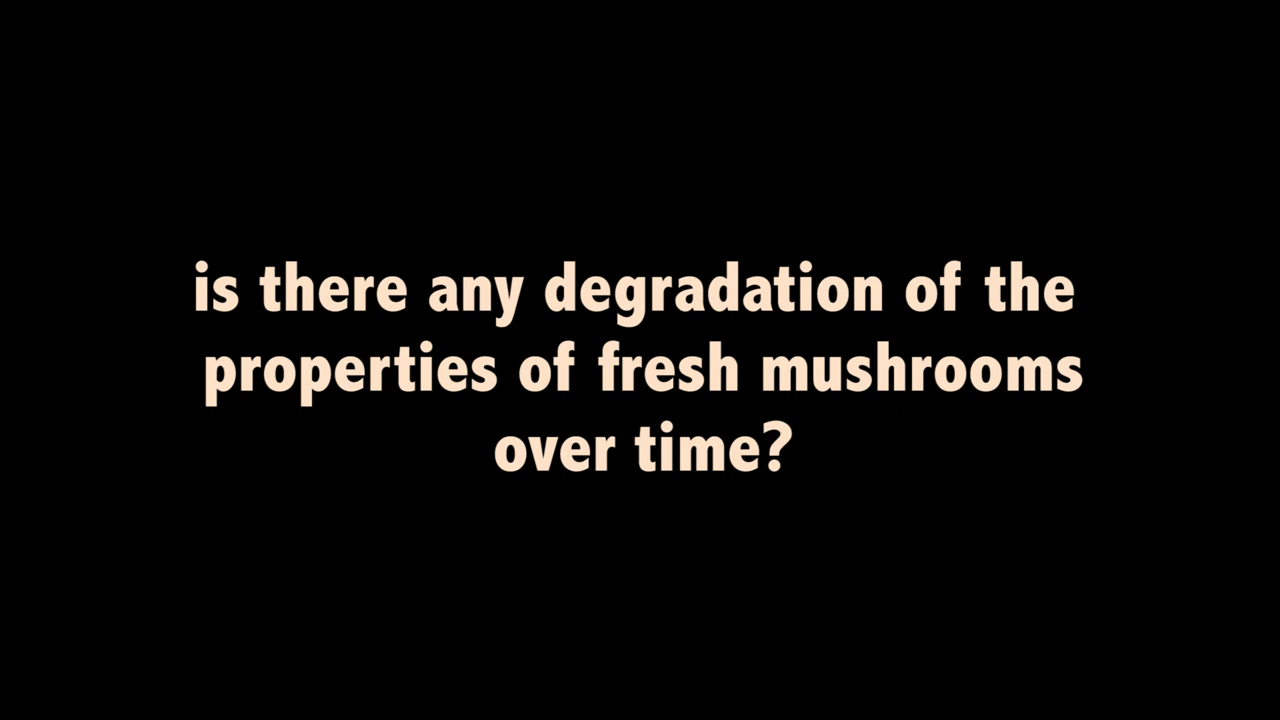 is there any degradation of the
properties of fresh mushrooms
over time?